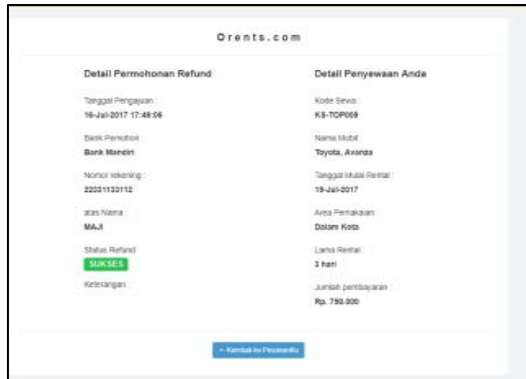 Orents.com
Detail Permohonan Refund
Tanggal Pengajuan :
16-Jul-2017 17:48:06
Bank Pemohon :
Bank Mandiri
Nomor rekening :
22331133112
atas Nama :
MAJI
Status Refund :
SUKSES
Keterangan :
Detail Penyewaan Anda
Kode Sewa :
KS-TOP009
Nama Mobil :
Toyota, Avanza
Tanggal Mulai Rental :
19-Jul-2017
Area Pemakaian :
Dalam Kota
Lama Rental :
3 hari
Jumlah pembayaran :
Rp. 750.000
Kembali ke